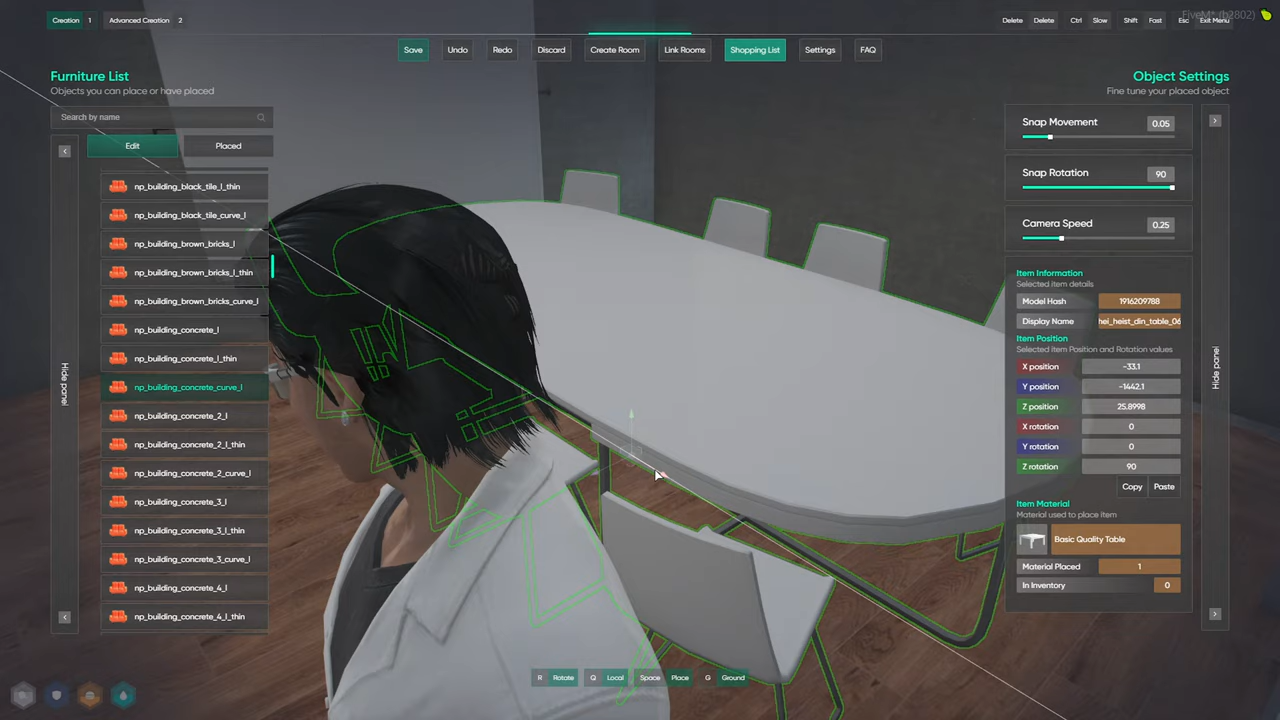 Creation 1 Advanced Creation 2
Delete Delete Ctrl Slow Shift Fast Esc Exit Menu
FiveM* (b2802)
Save Undo Redo Discard Create Room Link Rooms Shopping List Settings FAQ
Furniture List
Objects you can place or have placed
Search by name
Edit Placed
np_building_black_tile_l_thin
np_building_black_tile_curve_l
np_building_brown_bricks_l
np_building_brown_bricks_l_thin
np_building_brown_bricks_curve_l
np_building_concrete_l
np_building_concrete_l_thin
np_building_concrete_curve_l
np_building_concrete_2_l
np_building_concrete_2_l_thin
np_building_concrete_2_curve_l
np_building_concrete_3_l
np_building_concrete_3_l_thin
np_building_concrete_3_curve_l
np_building_concrete_4_l
np_building_concrete_4_l_thin
Hide panel
R Rotate Q Local Space Place G Ground
Object Settings
Fine tune your placed object
Snap Movement 0.05
Snap Rotation 90
Camera Speed 0.25
Item Information
Selected item details
Model Hash 1916209788
Display Name hei_heist_din_table_06
Item Position
Selected Item Position and Rotation values
X position -33.1
Y position -1442.1
Z position 25.8998
X rotation 0
Y rotation 0
Z rotation 90
Copy Paste
Item Material
Material used to place item
Basic Quality Table
Material Placed 1
In Inventory 0
Hide panel